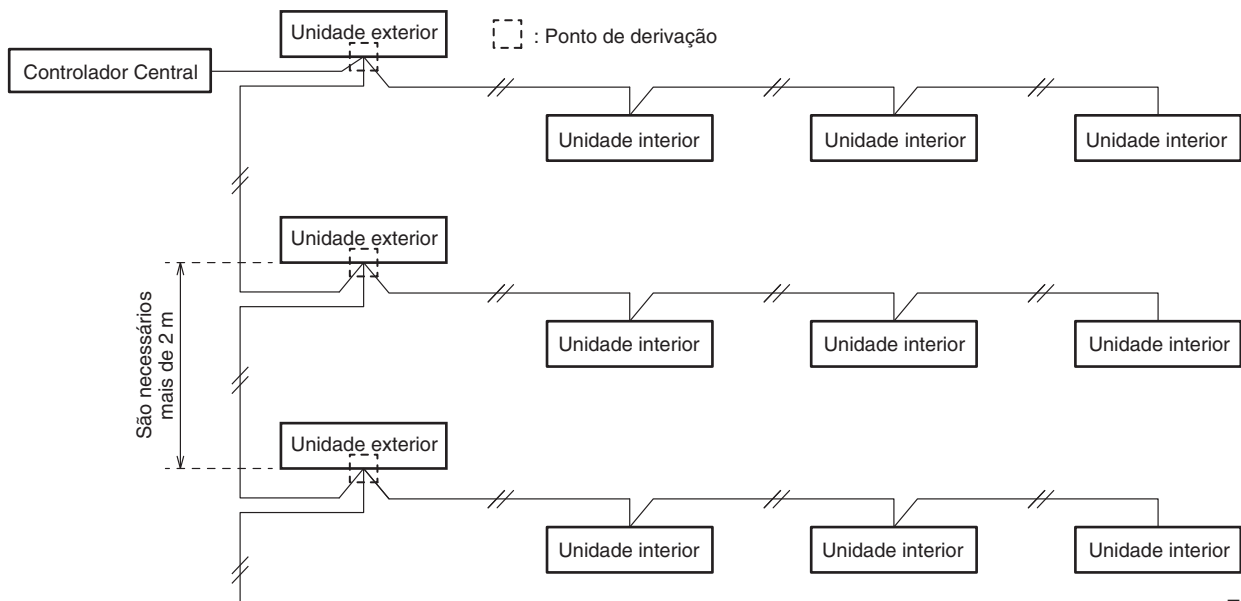 Unidade exterior
: Ponto de derivação
Controlador Central
Unidade interior
Unidade interior
Unidade interior
Unidade exterior
São necessários
mais de 2 m
Unidade interior
Unidade interior
Unidade interior
Unidade exterior
Unidade interior
Unidade interior
Unidade interior